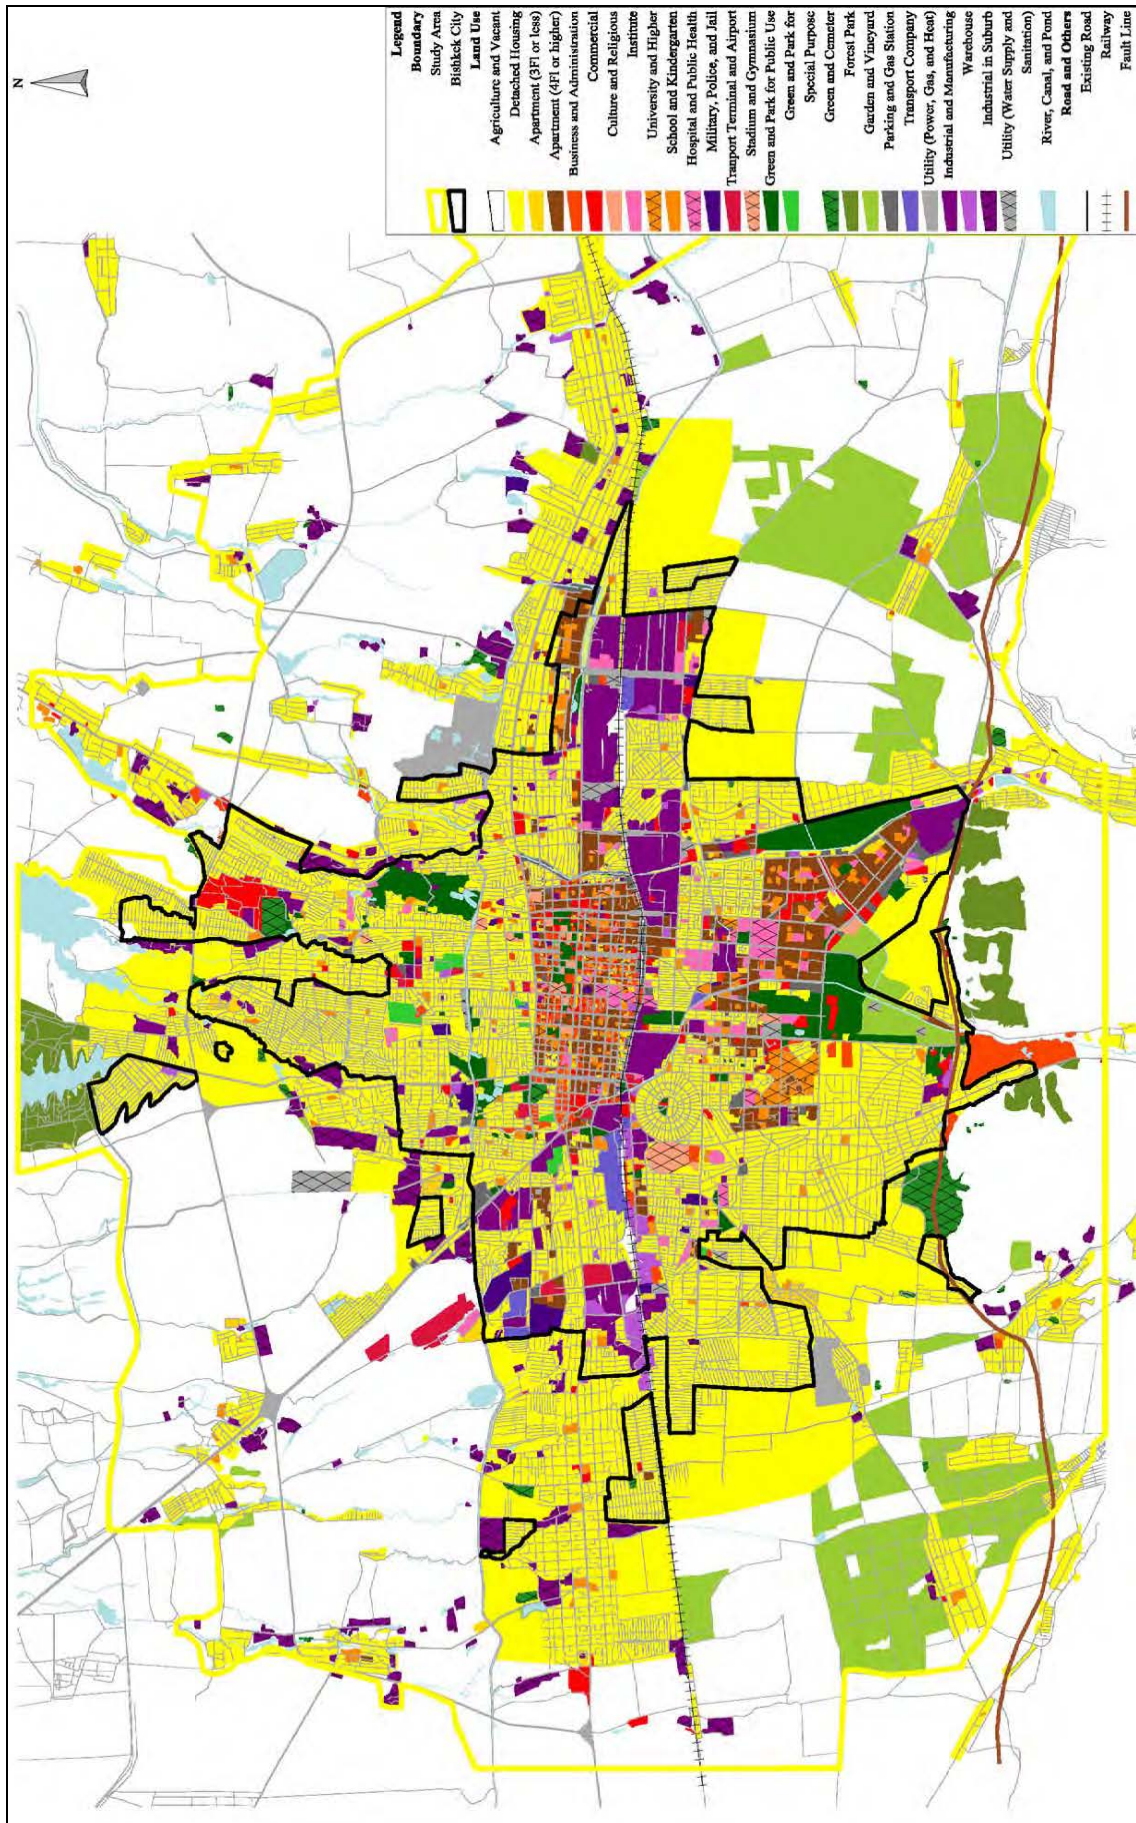 N
Legend
Boundary
Study Area
Bishkek City
Land Use
Agriculture and Vacant
Detached Housing
Apartment (3Fl or less)
Apartment (4Fl or higher)
Business and Administration
Commercial
Culture and Religious
Institute
University and Higher
School and Kindergarten
Hospital and Public Health
Military, Police, and Jail
Tranport Terminal and Airport
Stadium and Gymnasium
Green and Park for Public Use
Green and Park for
Special Purpose
Green and Cemeter
Forest Park
Garden and Vineyard
Parking and Gas Station
Transport Company
Utility (Power, Gas, and Heat)
Industrial and Manufacturing
Warehouse
Industrial in Suburb
Utility (Water Supply and
Sanitation)
River, Canal, and Pond
Road and Others
Existing Road
Railway
Fault Line